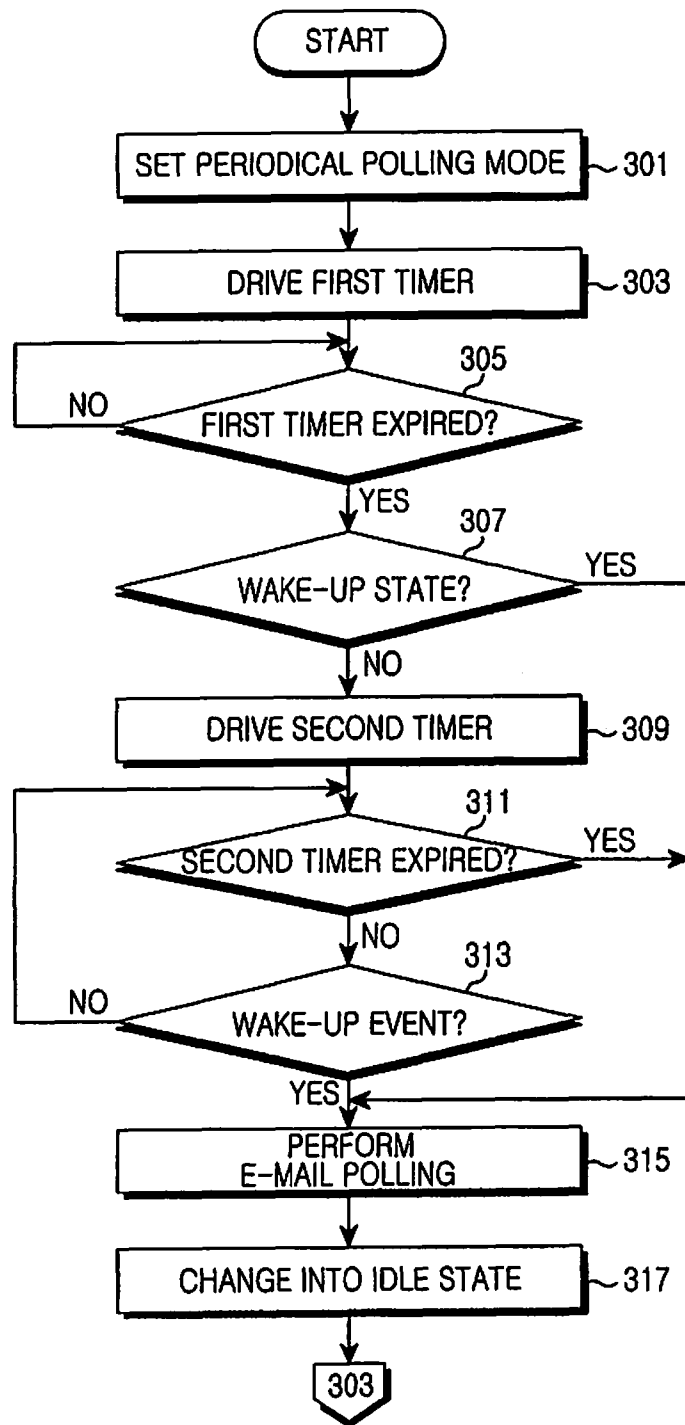 START
SET PERIODICAL POLLING MODE
301
DRIVE FIRST TIMER
303
305
NO
FIRST TIMER EXPIRED?
YES
307
WAKE-UP STATE?
YES
NO
DRIVE SECOND TIMER
309
311
SECOND TIMER EXPIRED?
YES
NO
313
NO
WAKE-UP EVENT?
YES
PERFORM
E-MAIL POLLING
315
CHANGE INTO IDLE STATE
317
303